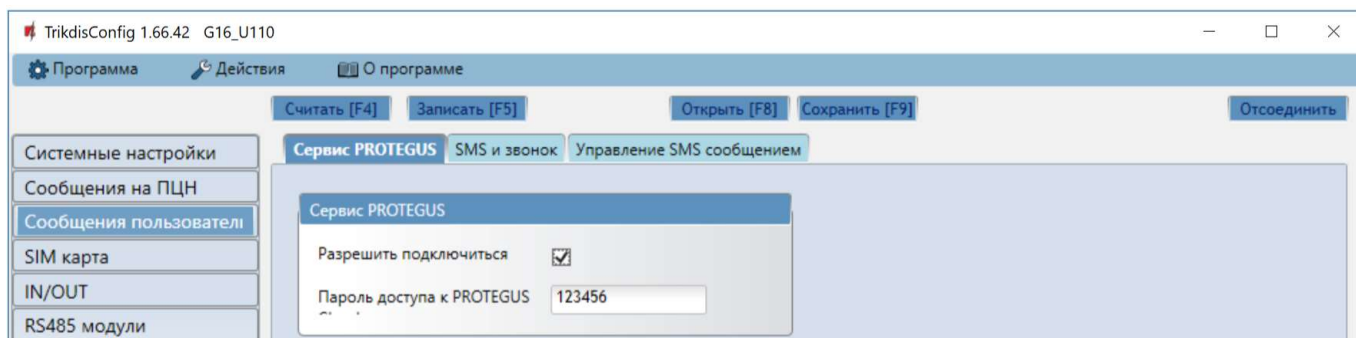 TrikdisConfig 1.66.42 G16_U110
Программа Действия О программе
Считать [F4] Записать [F5] Открыть [F8] Сохранить [F9] Отсоединить
Системные настройки
Сообщения на ПЦН
Сообщения пользовател
SIM карта
IN/OUT
RS485 модули
Сервис PROTEGUS SMS и звонок Управление SMS сообщением
Сервис PROTEGUS
Разрешить подключиться
Пароль доступа к PROTEGUS 123456